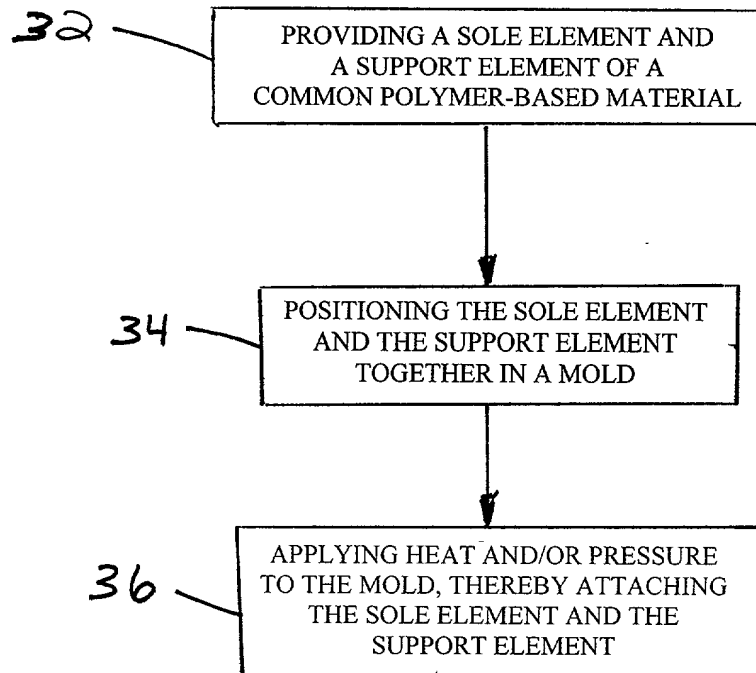 32
PROVIDING A SOLE ELEMENT AND
A SUPPORT ELEMENT OF A
COMMON POLYMER-BASED MATERIAL
34
POSITIONING THE SOLE ELEMENT
AND THE SUPPORT ELEMENT
TOGETHER IN A MOLD
36
APPLYING HEAT AND/OR PRESSURE
TO THE MOLD, THEREBY ATTACHING
THE SOLE ELEMENT AND THE
SUPPORT ELEMENT